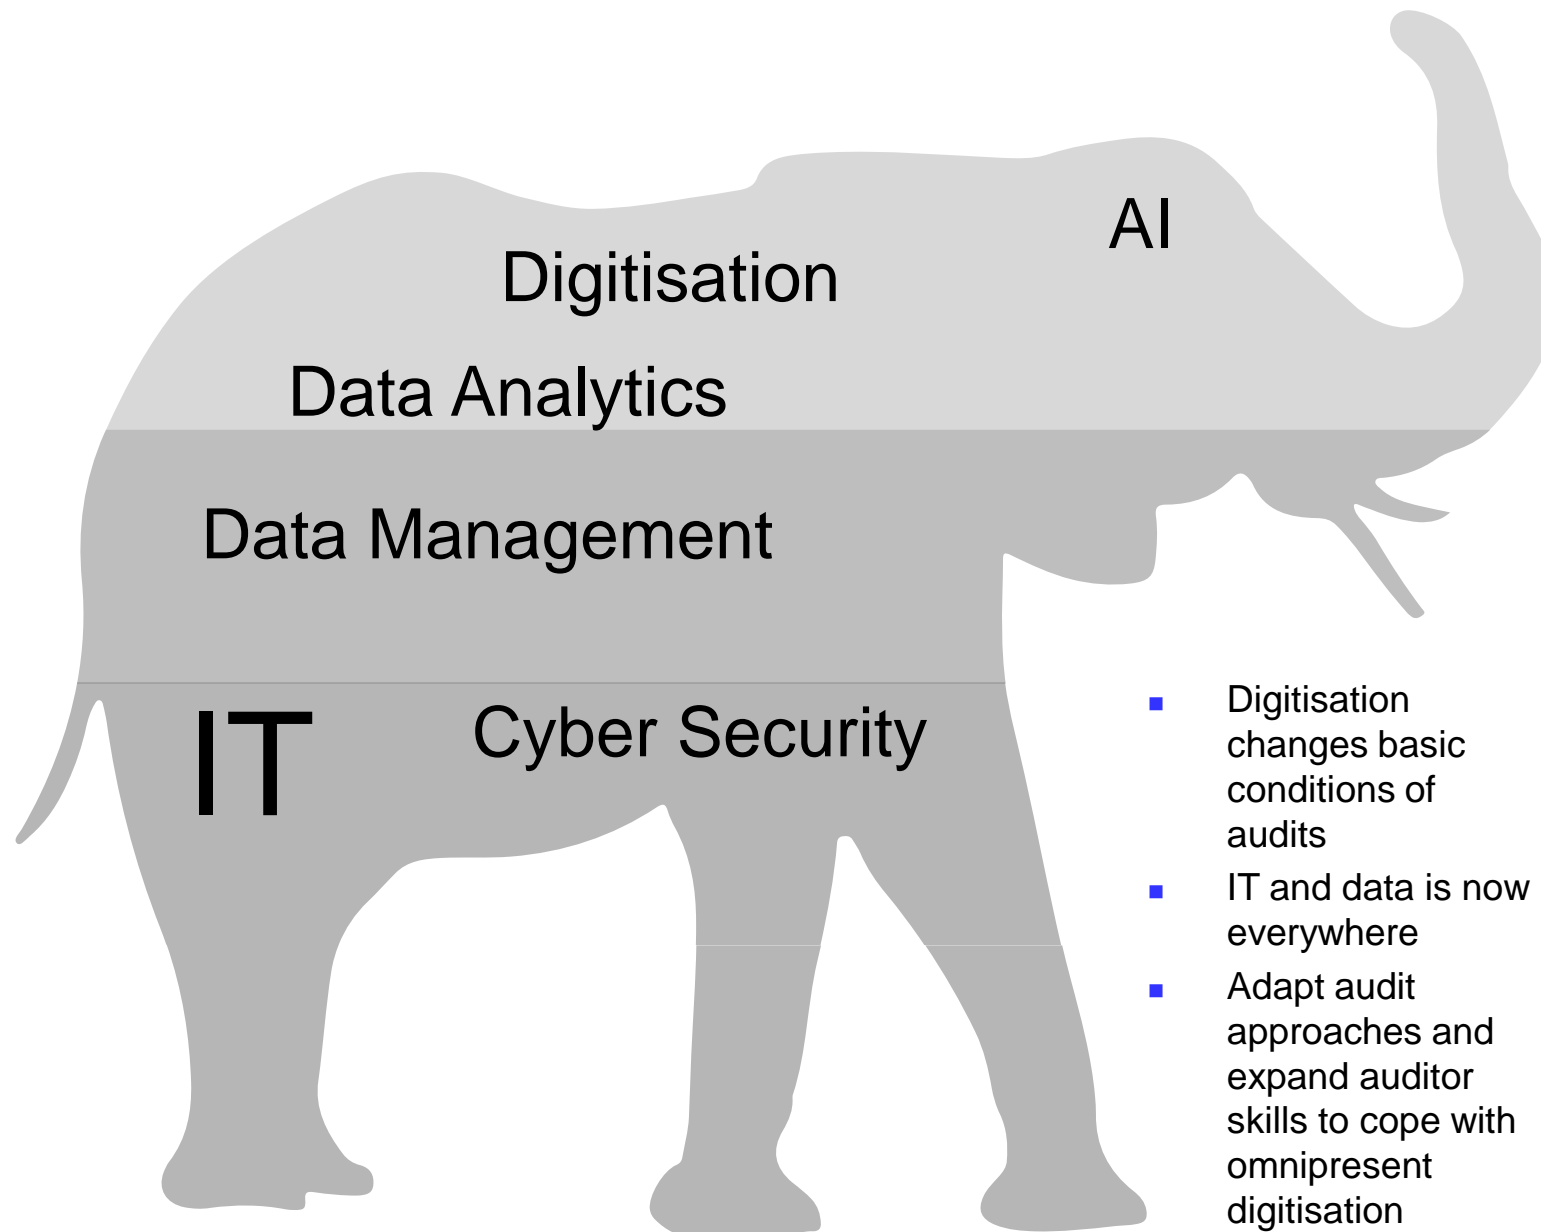 AI
Digitisation
Data Analytics
Data Management
IT
Cyber Security
Digitisation
changes basic
conditions of
audits
IT and data is now
everywhere
Adapt audit
approaches and
expand auditor
skills to cope with
omnipresent
digitisation